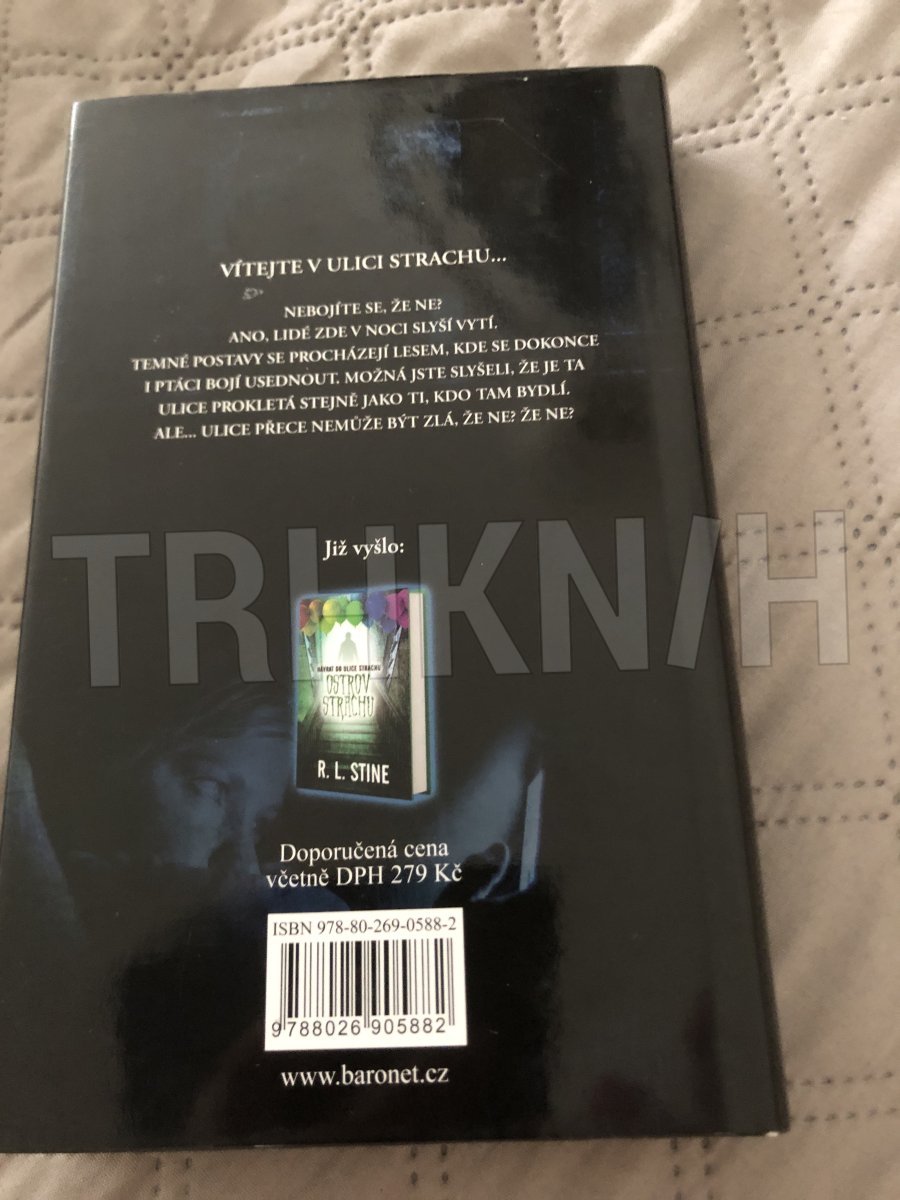 VÍTEJTE V ULICI STRACHU...
NEBOJÍTE SE, ŽE NE?
ANO, LIDÉ ZDE V NOCI SLYŠÍ VYTÍ.
TEMNÉ POSTAVY SE PROCHÁZEJÍ LESEM, KDE SE DOKONCE
I PTÁCI BOJÍ USEDNOUT. MOŽNÁ JSTE SLYŠELI, ŽE JE TA
ULICE PROKLETÁ STEJNĚ JAKO TI, KDO TAM BYDLÍ.
ALE... ULICE PŘECE NEMŮŽE BÝT ZLÁ, ŽE NE? ŽE NE?
Již vyšlo:
TRHKNIH
NÁVRAT DO ULICE STRACHU
OSTROV
STRACHU
R. L. STINE
Doporučená cena
včetně DPH 279 Kč
ISBN 978-80-269-0588-2
9788026905882
www.baronet.cz